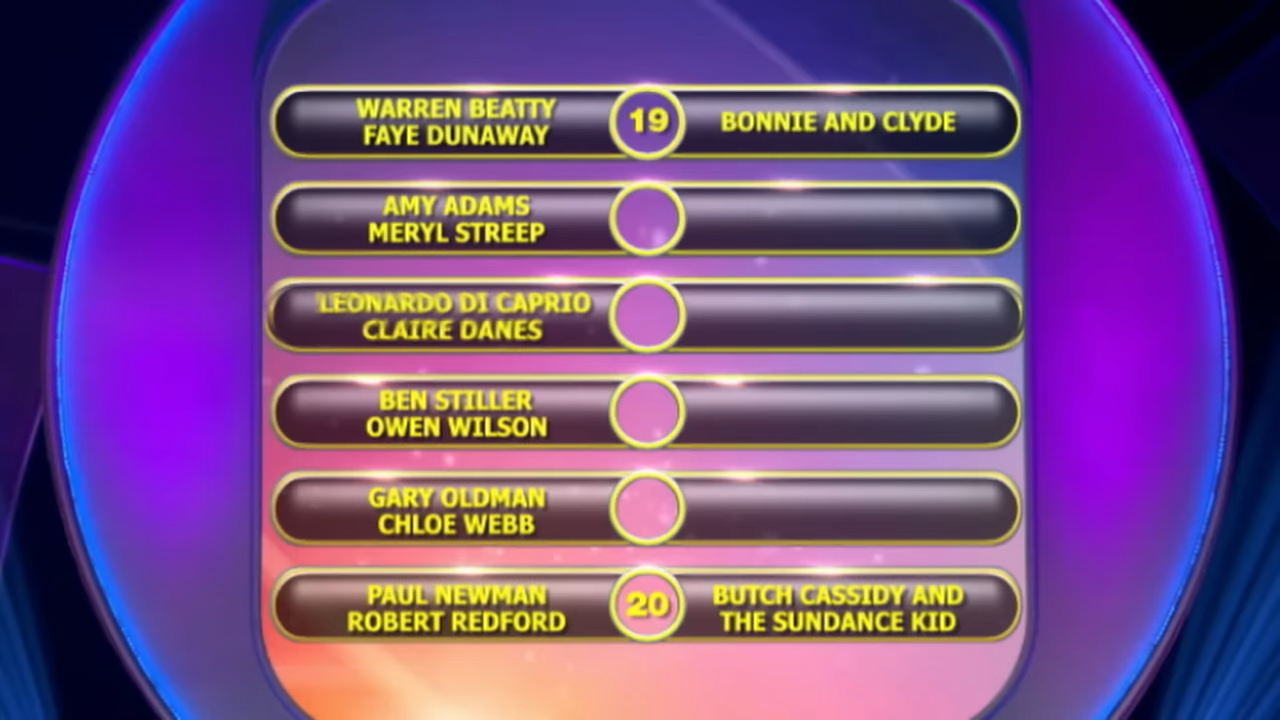 WARREN BEATTY
FAYE DUNAWAY
19
BONNIE AND CLYDE
AMY ADAMS
MERYL STREEP
LEONARDO DI CAPRIO
CLAIRE DANES
BEN STILLER
OWEN WILSON
GARY OLDMAN
CHLOE WEBB
PAUL NEWMAN
ROBERT REDFORD
20
BUTCH CASSIDY AND
THE SUNDANCE KID